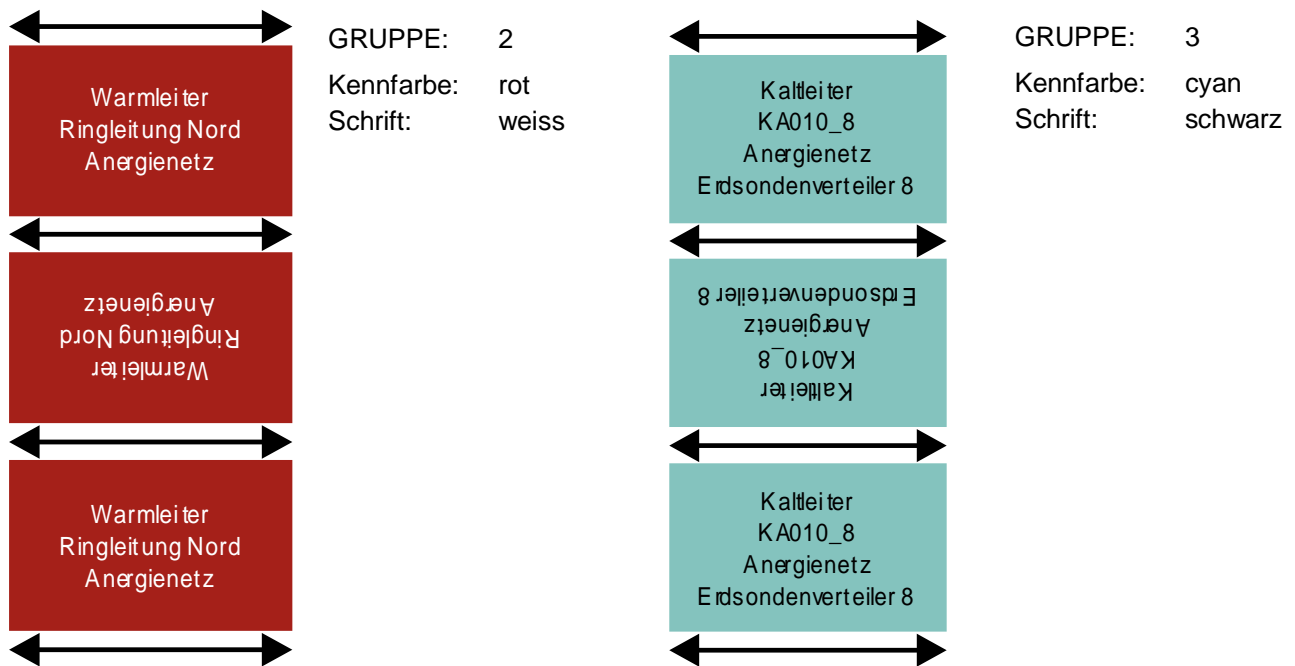 Warmleiter
Ringleitung Nord
Anergienetz
Warmleiter
Ringleitung Nord
Anergienetz
Warmleiter
Ringleitung Nord
Anergienetz
GRUPPE: 2
Kennfarbe: rot
Schrift: weiss
Kaltleiter
KA010_8
Anergienetz
Erdsondenverteiler 8
Kaltleiter
KA010_8
Anergienetz
Erdsondenverteiler 8
Kaltleiter
KA010_8
Anergienetz
Erdsondenverteiler 8
GRUPPE: 3
Kennfarbe: cyan
Schrift: schwarz